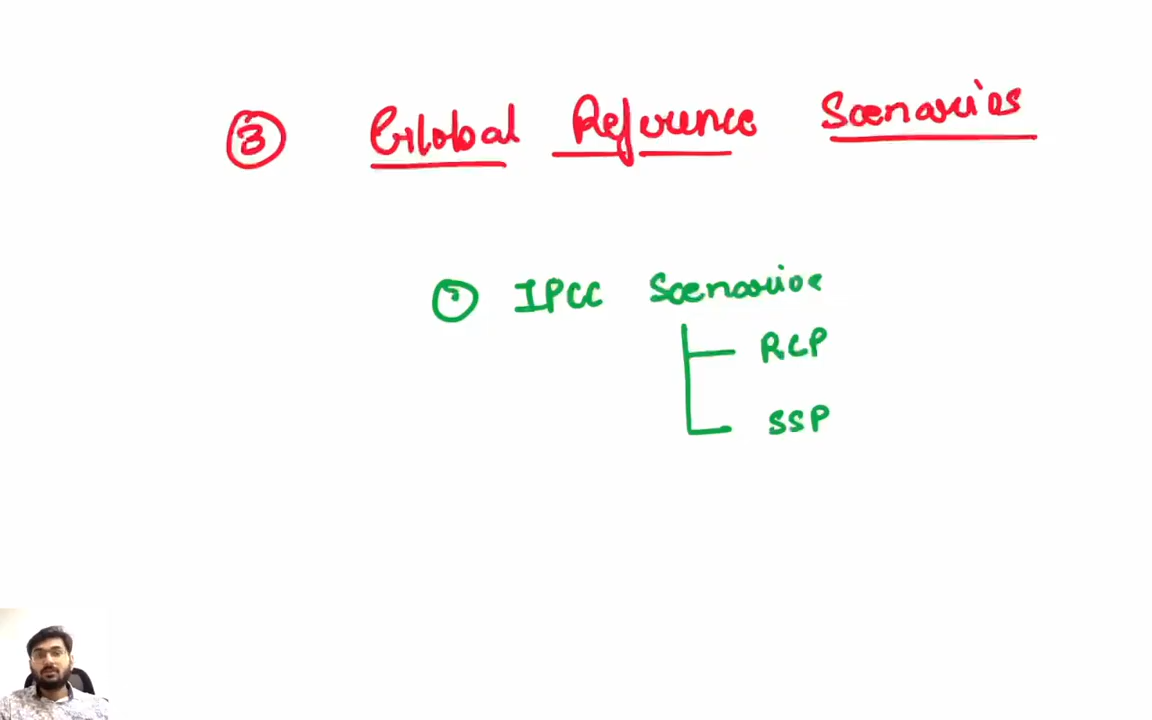 ③ Global Reference Scenarios
① IPCC Scenarios
RCP
SSP